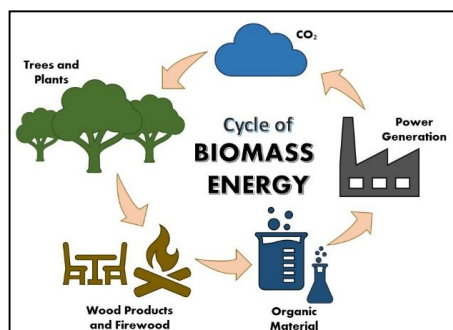 CO₂
Trees and
Plants
Cycle of
BIOMASS
ENERGY
Power
Generation
Wood Products
and Firewood
Organic
Material